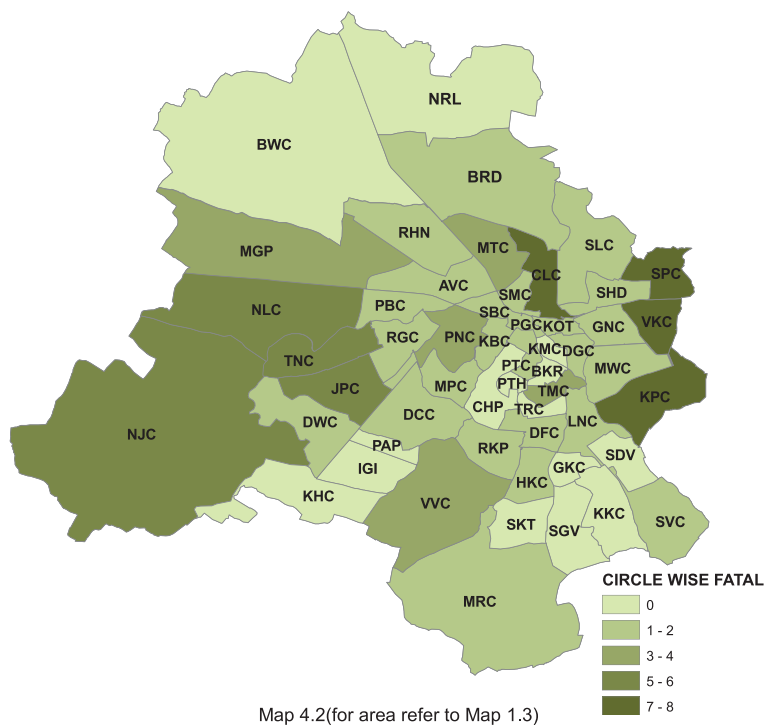 NRL
BWC
BRD
RHN
MTC
SLC
MGP
CLC
SPC
AVC
SMC
SHD
NLC
PBC
SBC
VKC
PGC
KOT
GNC
RGC
PNC
KBC
KMC
DGC
TNC
PTC
BKR
MWC
JPC
MPC
PTH
TMC
KPC
CHP
TRC
DWC
DCC
LNC
NJC
DFC
PAP
RKP
SDV
IGI
GKC
HKC
KHC
VVC
SKT
SGV
KKC
SVC
MRC
CIRCLE WISE FATAL
0
1 - 2
3 - 4
5 - 6
7 - 8
Map 4.2(for area refer to Map 1.3)